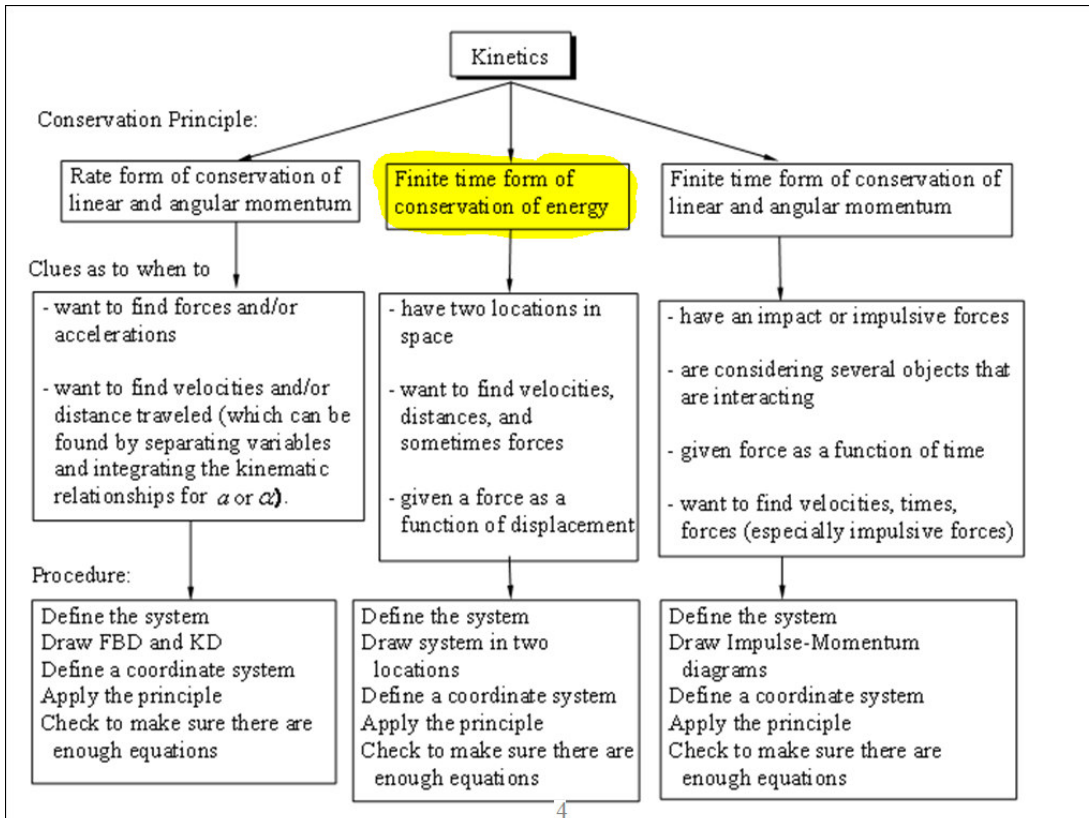 Kinetics
Conservation Principle:
Rate form of conservation of
linear and angular momentum
Finite time form of
conservation of energy
Finite time form of conservation of
linear and angular momentum
Clues as to when to
- want to find forces and/or
accelerations
- want to find velocities and/or
distance traveled (which can be
found by separating variables
and integrating the kinematic
relationships for a or α).
- have two locations in
space
- want to find velocities,
distances, and
sometimes forces
- given a force as a
function of displacement
- have an impact or impulsive forces
- are considering several objects that
are interacting
- given force as a function of time
- want to find velocities, times,
forces (especially impulsive forces)
Procedure:
Define the system
Draw FBD and KD
Define a coordinate system
Apply the principle
Check to make sure there are
enough equations
Define the system
Draw system in two
locations
Define a coordinate system
Apply the principle
Check to make sure there are
enough equations
Define the system
Draw Impulse-Momentum
diagrams
Define a coordinate system
Apply the principle
Check to make sure there are
enough equations
4